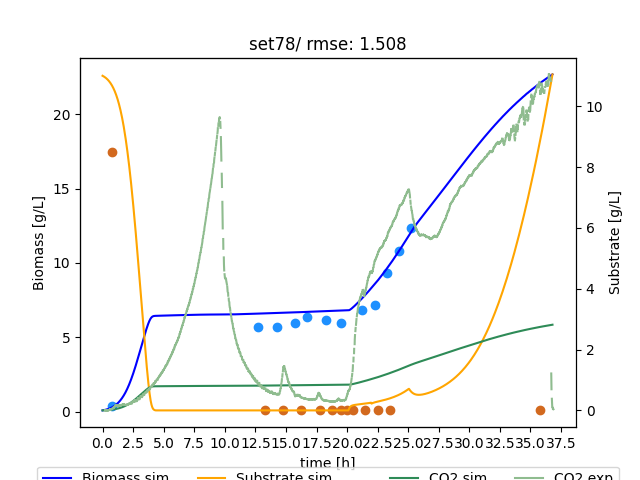 set78/ rmse: 1.508
Biomass [g/L]
0
5
10
15
20
Substrate [g/L]
0
2
4
6
8
10
0.0 2.5 5.0 7.5 10.0 12.5 15.0 17.5 20.0 22.5 25.0 27.5 30.0 32.5 35.0 37.5
time [h]
Biomass sim Substrate sim CO2 sim CO2 exp